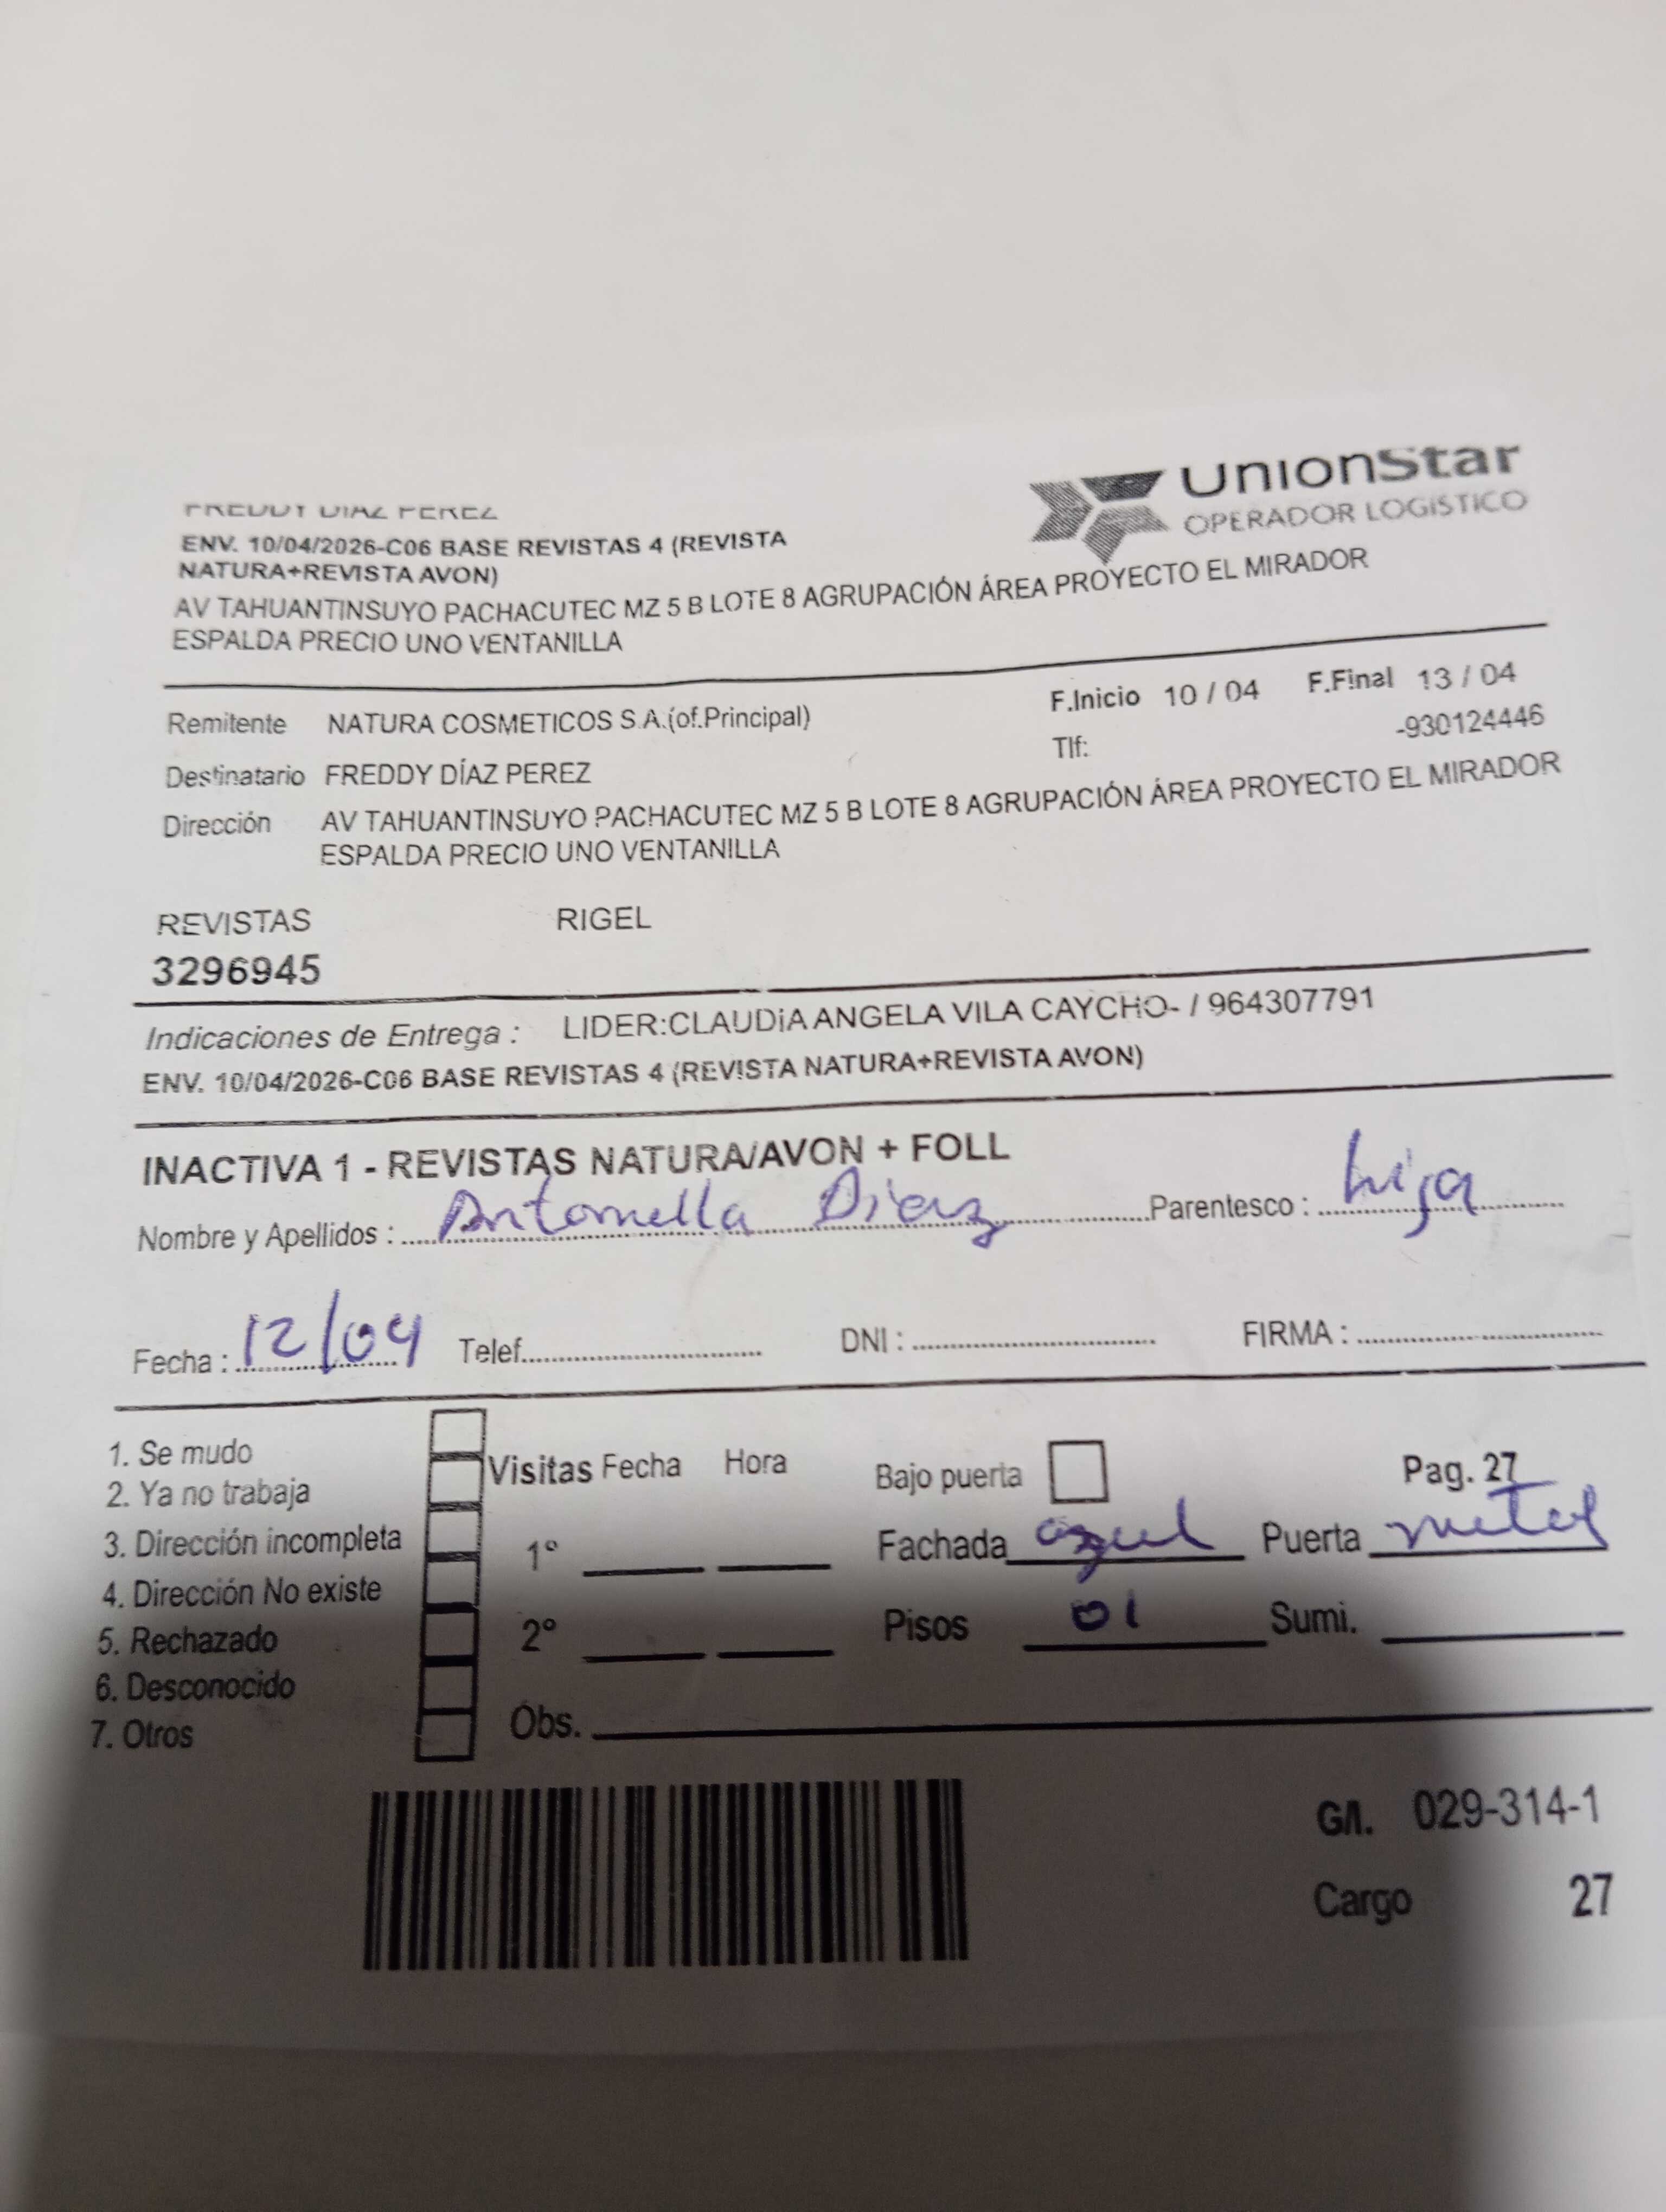 FREDDY DIAZ PEREZ
UnionStar
OPERADOR LOGÍSTICO
ENV. 10/04/2026-C06 BASE REVISTAS 4 (REVISTA
NATURA+REVISTA AVON)
AV TAHUANTINSUYO PACHACUTEC MZ 5 B LOTE 8 AGRUPACIÓN ÁREA PROYECTO EL MIRADOR
ESPALDA PRECIO UNO VENTANILLA
Remitente NATURA COSMETICOS S.A.(of.Principal) F.Inicio 10 / 04 F.Final 13 / 04
Tlf: -930124446
Destinatario FREDDY DÍAZ PEREZ
Dirección AV TAHUANTINSUYO PACHACUTEC MZ 5 B LOTE 8 AGRUPACIÓN ÁREA PROYECTO EL MIRADOR
ESPALDA PRECIO UNO VENTANILLA
REVISTAS RIGEL
3296945
Indicaciones de Entrega : LIDER:CLAUDiA ANGELA VILA CAYCHO- / 964307791
ENV. 10/04/2026-C06 BASE REVISTAS 4 (REVISTA NATURA+REVISTA AVON)
INACTIVA 1 - REVISTAS NATURA/AVON + FOLL
Nombre y Apellidos : Antonella Diaz Parentesco : hija
Fecha : 12/04 Telef. DNI : FIRMA :
1. Se mudo
2. Ya no trabaja
3. Dirección incompleta
4. Dirección No existe
5. Rechazado
6. Desconocido
7. Otros
Visitas Fecha Hora
1°
2°
Obs.
Bajo puerta Pag. 27
Fachada azul Puerta metal
Pisos 01 Sumi.
G/I. 029-314-1
Cargo 27